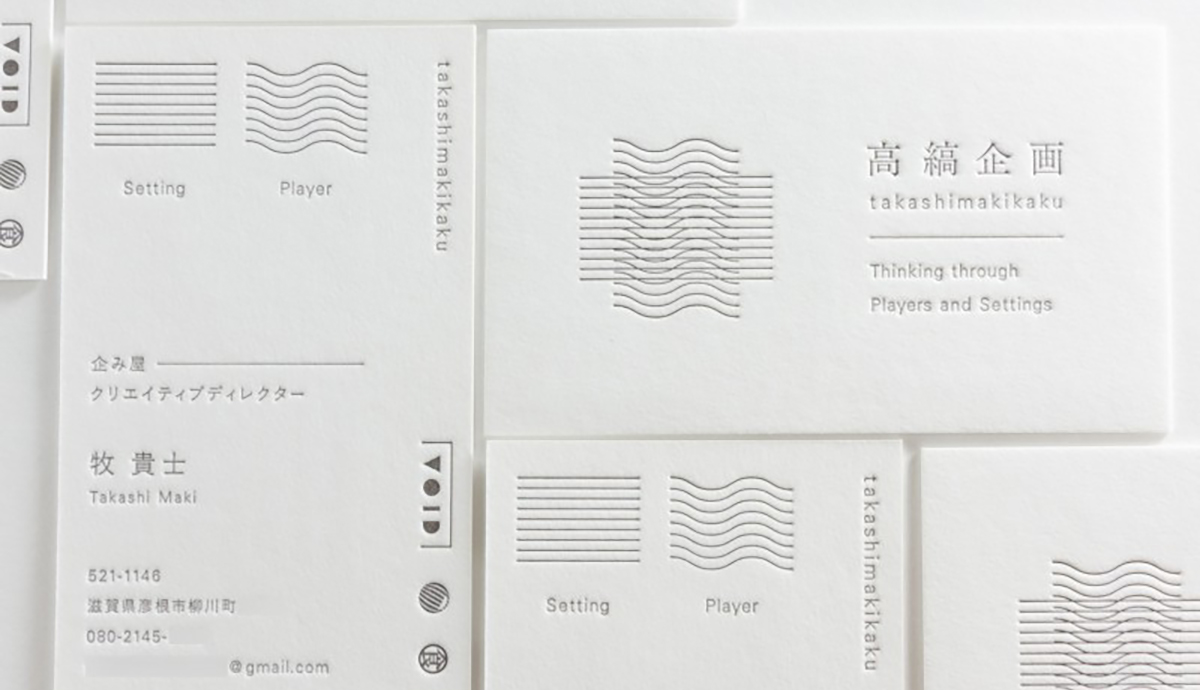 VOID
Setting
Player
takashimakikaku
企み屋
クリエイティブディレクター
牧 貴士
Takashi Maki
521-1146
滋賀県彦根市柳川町
080-2145-
@gmail.com
VOID
高縞企画
takashimakikaku
Thinking through
Players and Settings
Setting
Player
takashimakikaku